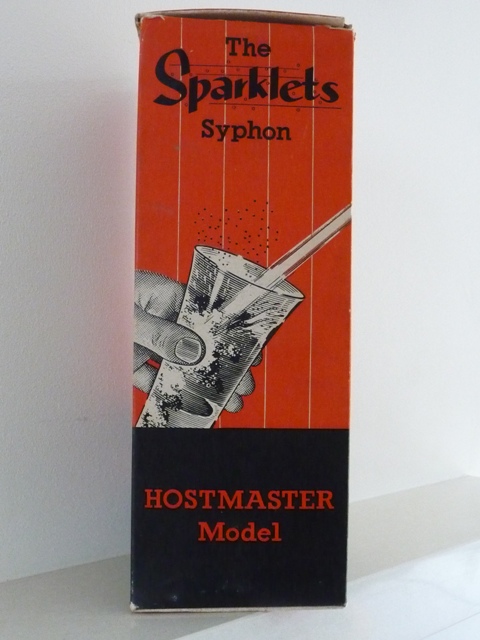 The
Sparklets
Syphon
HOSTMASTER
Model